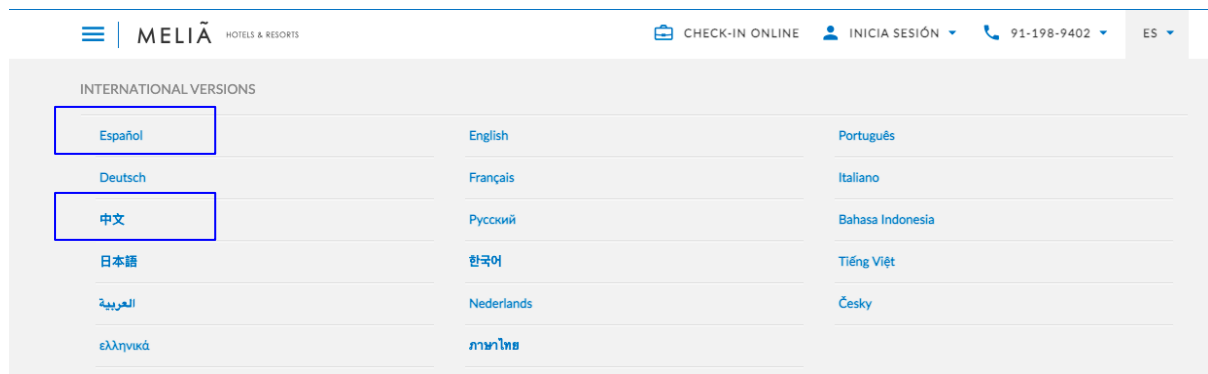 MELIÃ HOTELS & RESORTS CHECK-IN ONLINE INICIA SESIÓN 91-198-9402 ES
INTERNATIONAL VERSIONS
Español English Português
Deutsch Français Italiano
中文 Русский Bahasa Indonesia
日本語 한국어 Tiếng Việt
العربية Nederlands Česky
ελληνικά ภาษาไทย